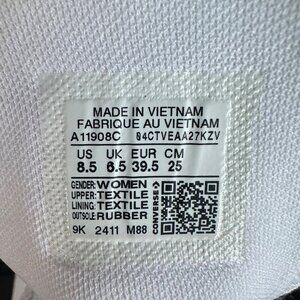 MADE IN VIETNAM
FABRIQUE AU VIETNAM
A11908C 04CTVEAA27KZV
US UK EUR CM
8.5 6.5 39.5 25
GENDER: WOMEN
UPPER: TEXTILE
LINING: TEXTILE
OUTSOLE: RUBBER
CONVERSE
9K 2411 M88